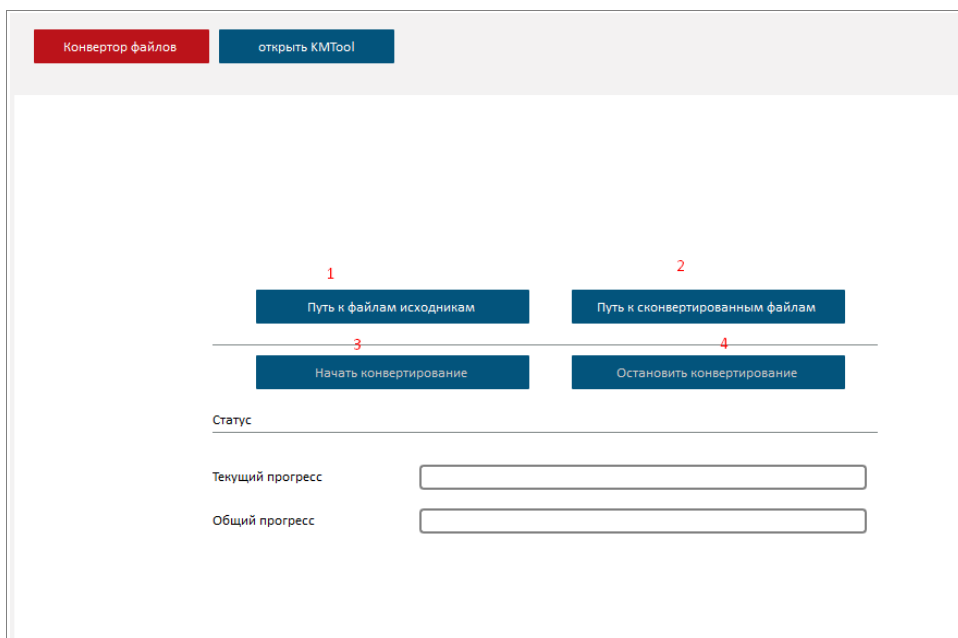 Конвертор файлов
открыть KMTool
1
2
Путь к файлам исходникам
Путь к сконвертированным файлам
3
4
Начать конвертирование
Остановить конвертирование
Статус
Текущий прогресс
Общий прогресс